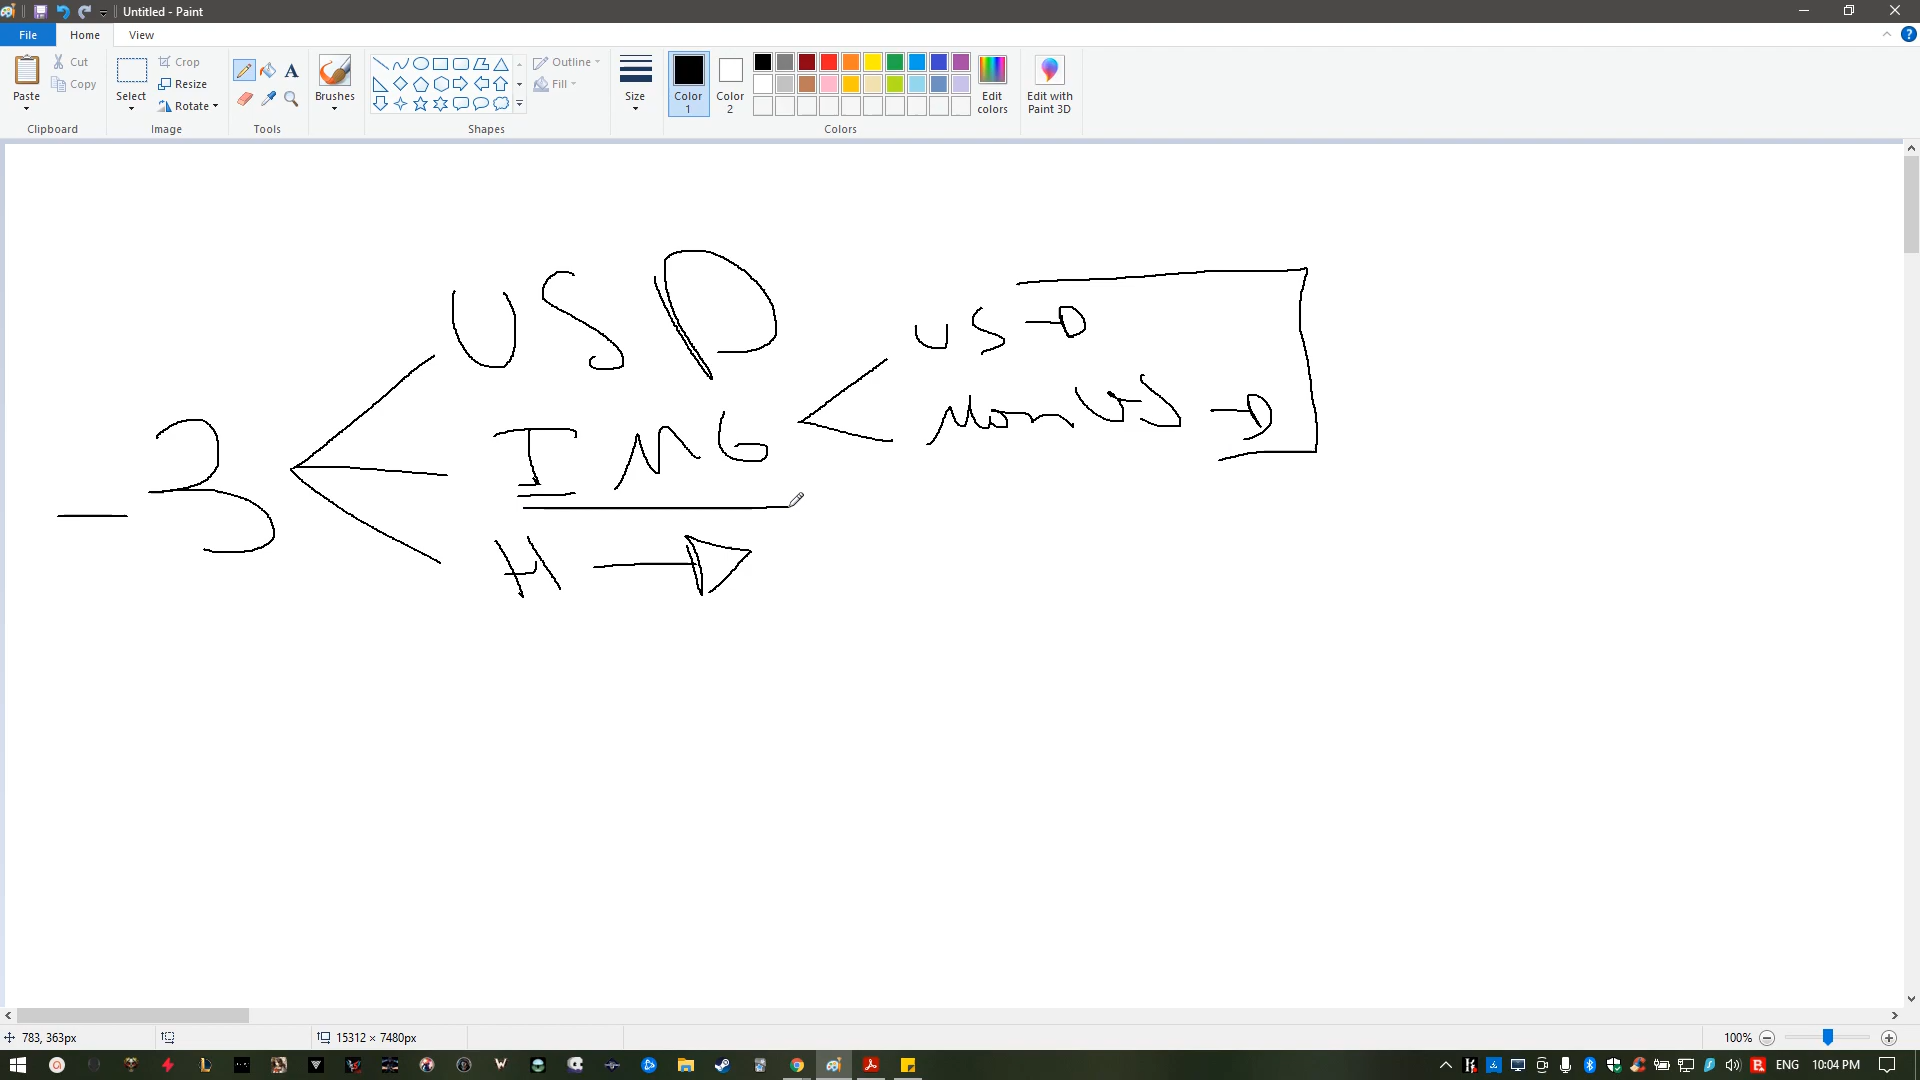 Untitled - Paint
File Home View
Paste
Cut
Copy
Clipboard
Select
Crop
Resize
Rotate
Image
A
Tools
Brushes
Outline
Fill
Shapes
Size
Color 1
Color 2
Edit colors
Colors
Edit with Paint 3D
USD
US
Non US
-3
IMG
H
783, 363px
15312 × 7480px
100%
ENG 10:04 PM